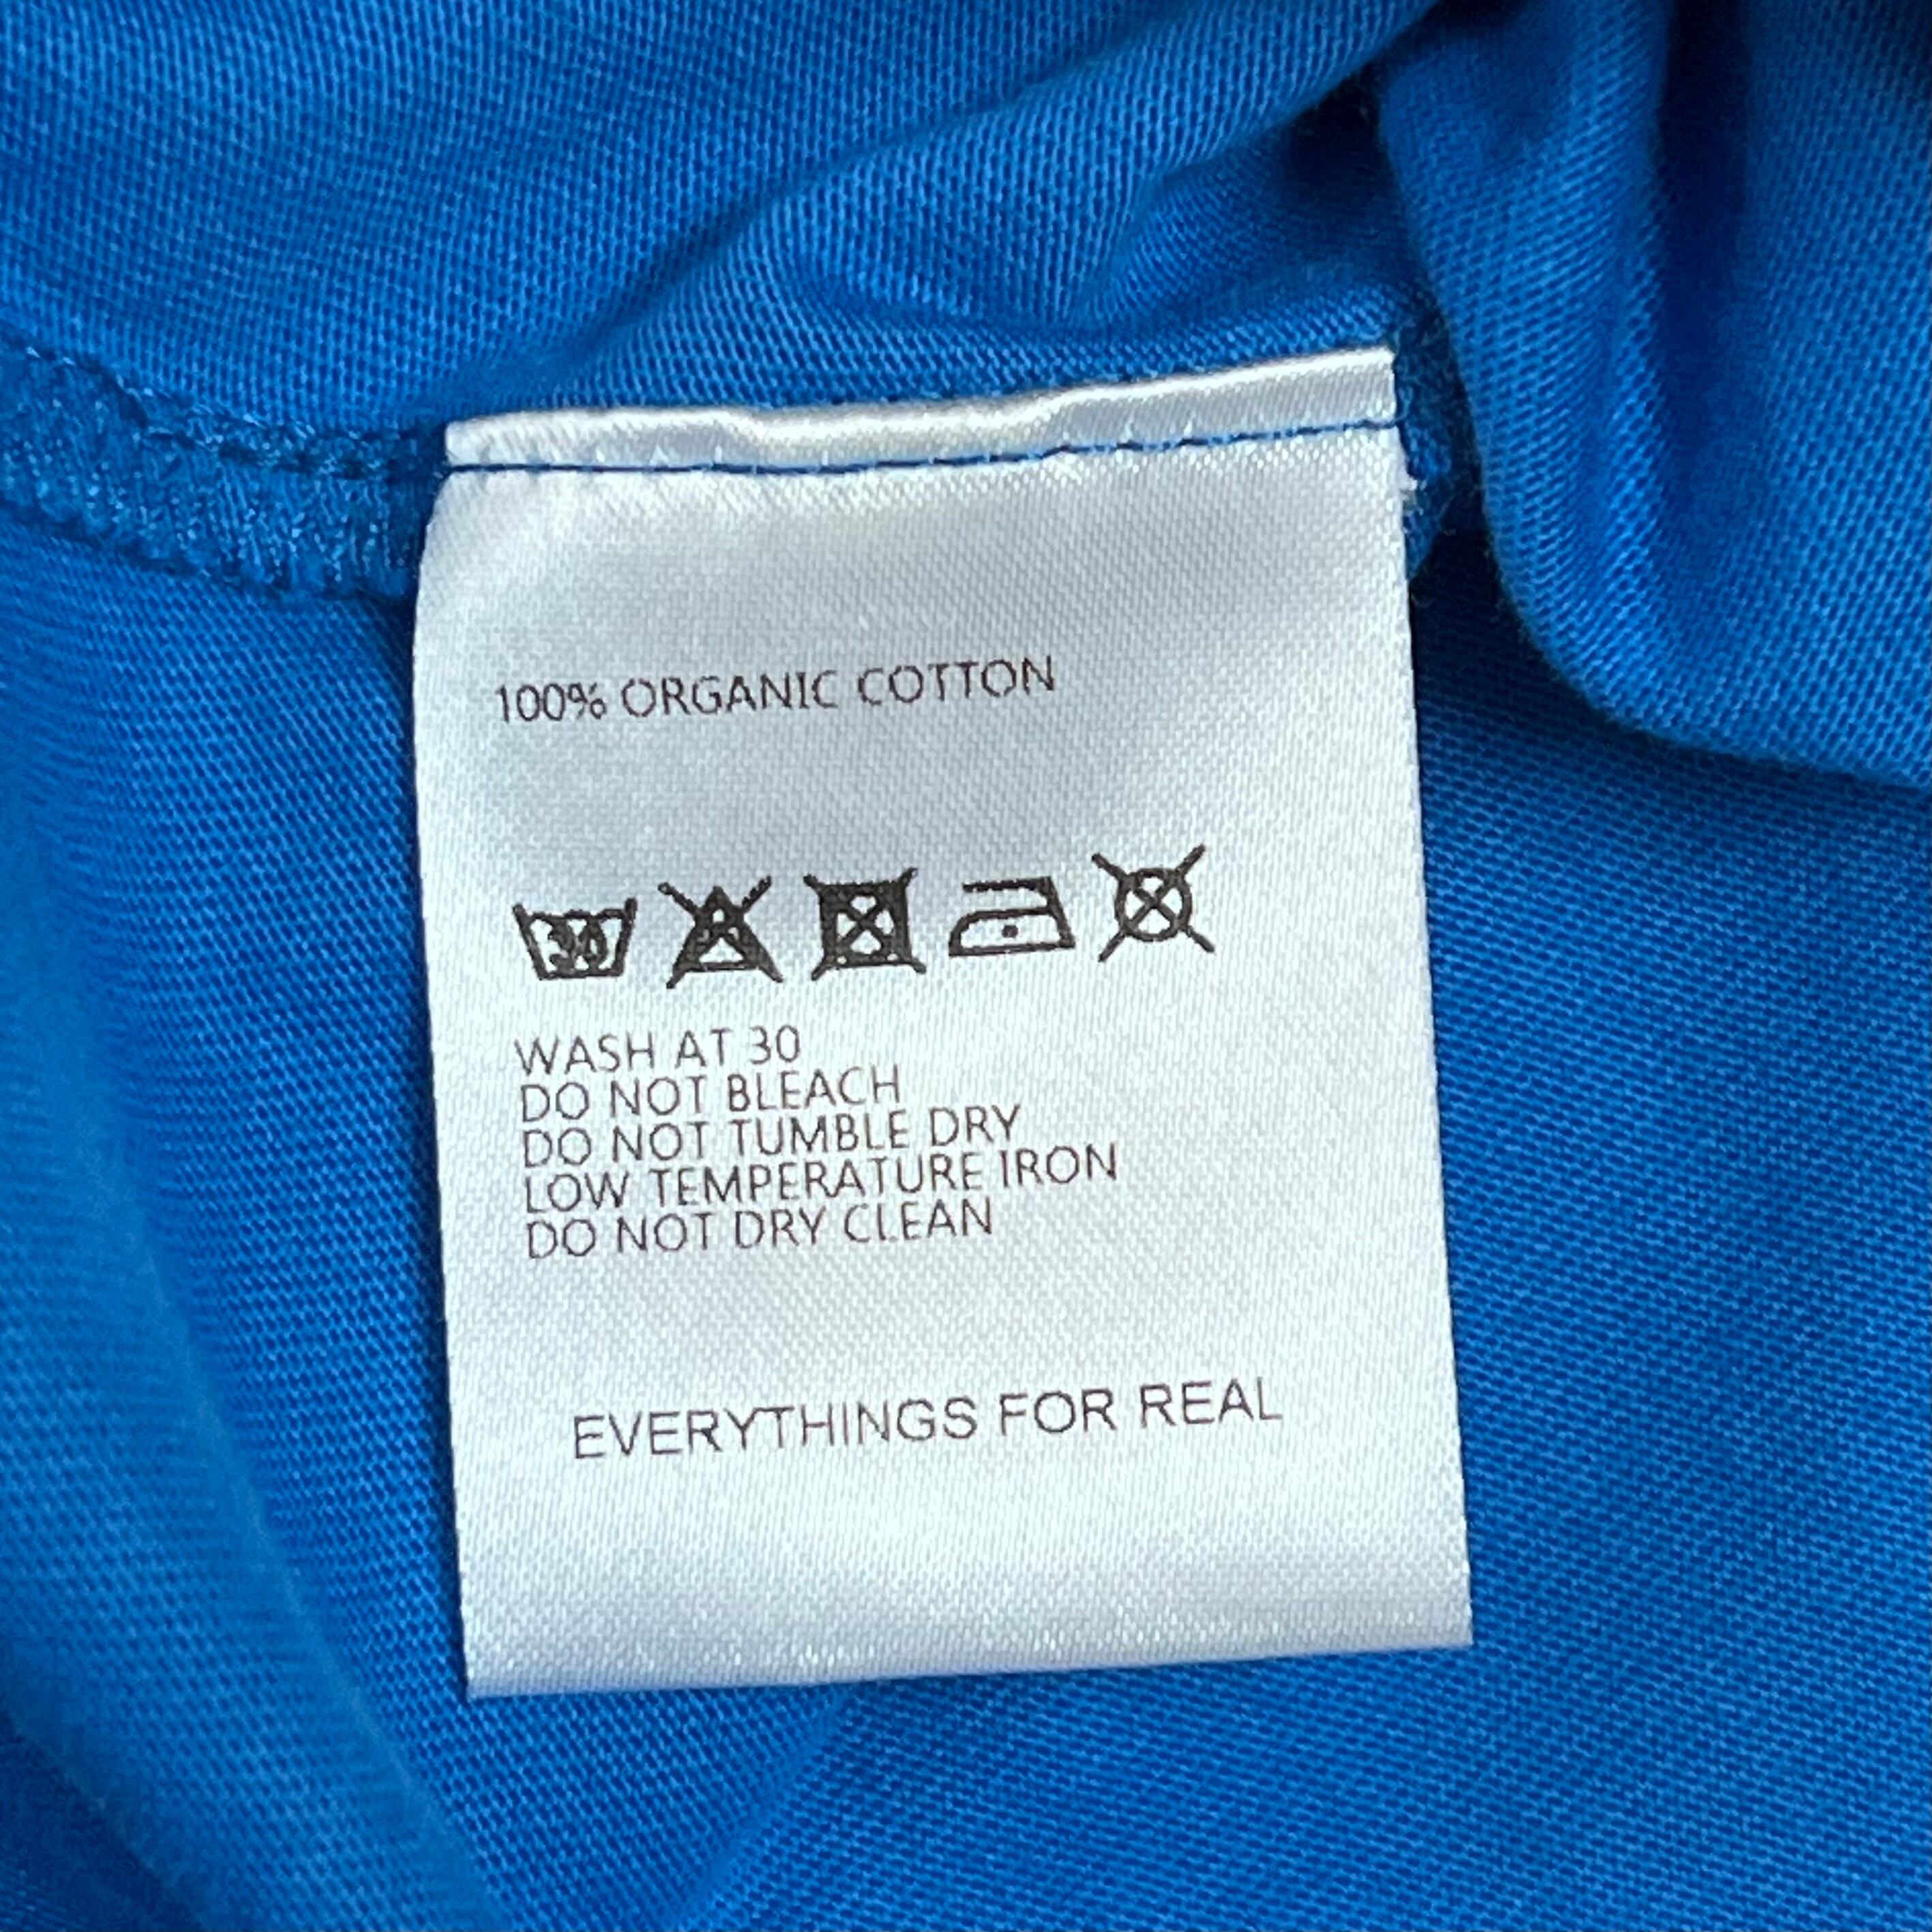 100% ORGANIC COTTON
30
WASH AT 30
DO NOT BLEACH
DO NOT TUMBLE DRY
LOW TEMPERATURE IRON
DO NOT DRY CLEAN
EVERYTHINGS FOR REAL